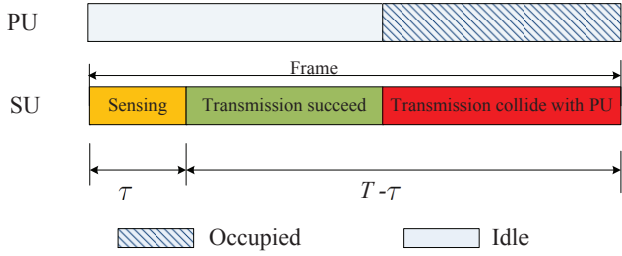 PU
Frame
SU
Sensing Transmission succeed Transmission collide with PU
τ
T -τ
Occupied
Idle